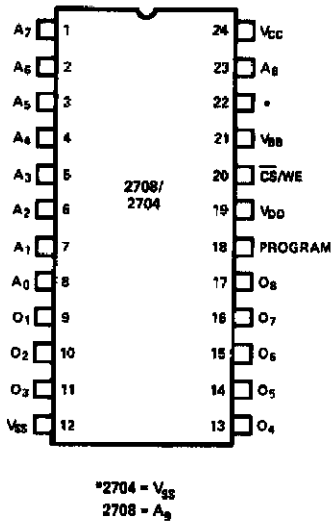 A7 1 24 VCC
A6 2 23 A8
A5 3 22 *
A4 4 21 VBB
A3 5 20 C̅S̅/WE
A2 6 19 VDD
A1 7 18 PROGRAM
A0 8 17 O8
O1 9 16 O7
O2 10 15 O6
O3 11 14 O5
VSS 12 13 O4
2708/
2704
*2704 = VSS
2708 = A9